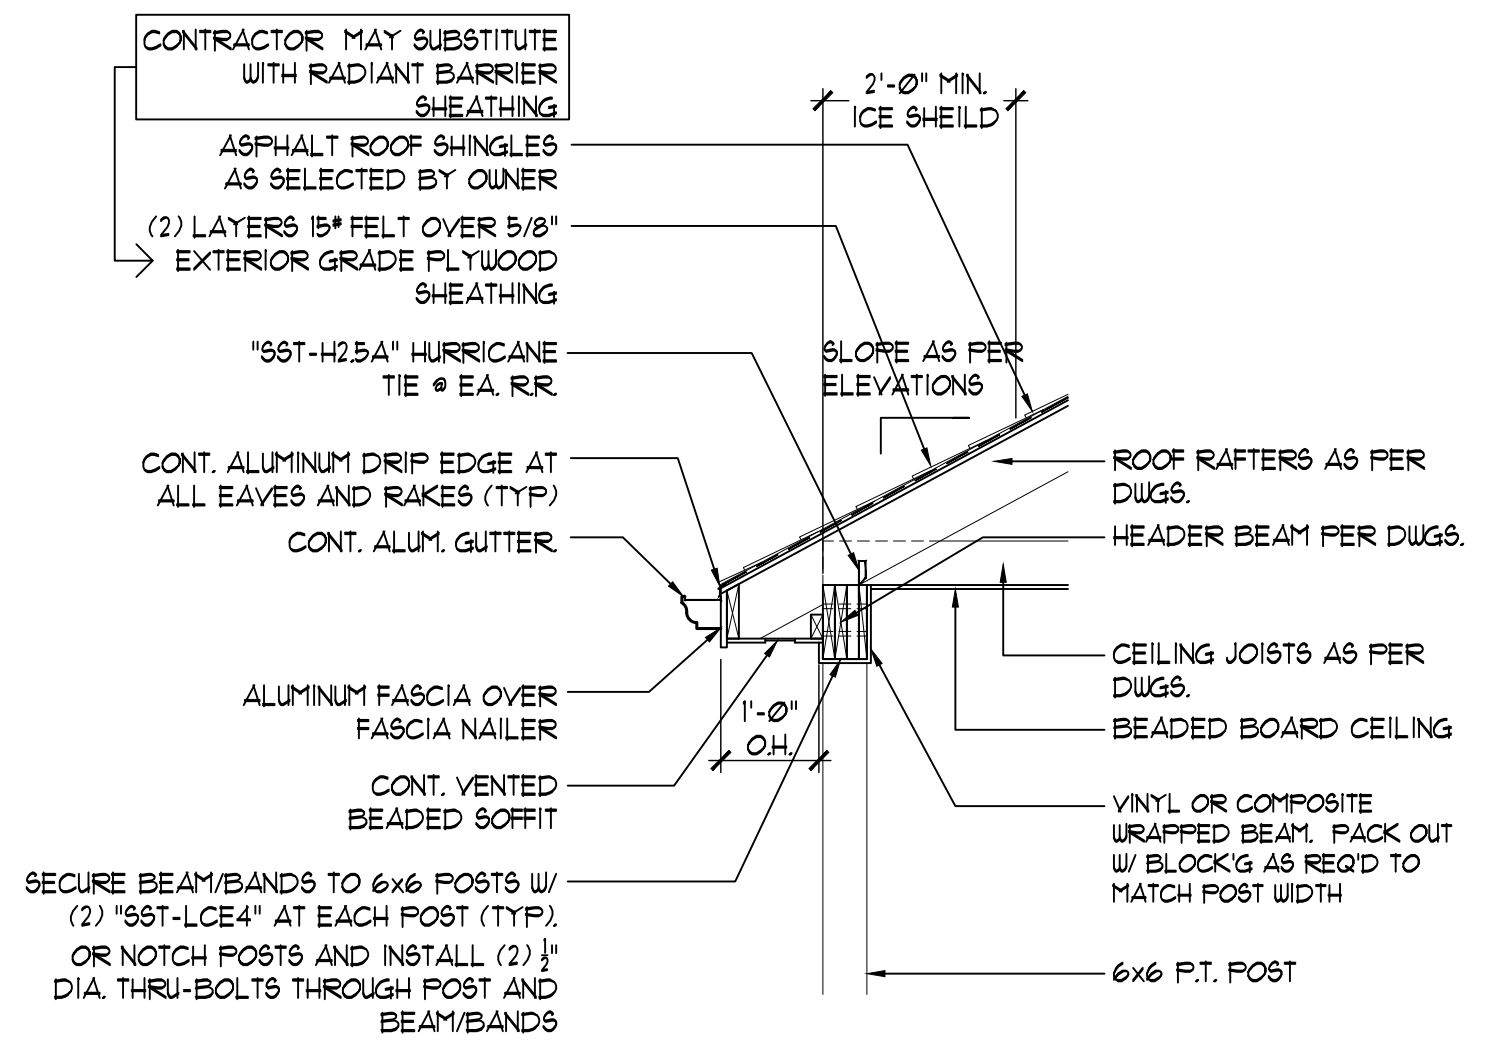 CONTRACTOR MAY SUBSTITUTE
WITH RADIANT BARRIER
SHEATHING
2'-0" MIN.
ICE SHEILD
ASPHALT ROOF SHINGLES
AS SELECTED BY OWNER
(2) LAYERS 15# FELT OVER 5/8"
EXTERIOR GRADE PLYWOOD
SHEATHING
"SST-H2.5A" HURRICANE
TIE @ EA. R.R.
SLOPE AS PER
ELEVATIONS
CONT. ALUMINUM DRIP EDGE AT
ALL EAVES AND RAKES (TYP)
CONT. ALUM. GUTTER.
ALUMINUM FASCIA OVER
FASCIA NAILER
1'-0"
O.H.
CONT. VENTED
BEADED SOFFIT
SECURE BEAM/BANDS TO 6x6 POSTS W/
(2) "SST-LCE4" AT EACH POST (TYP).
OR NOTCH POSTS AND INSTALL (2) 1/2"
DIA. THRU-BOLTS THROUGH POST AND
BEAM/BANDS
ROOF RAFTERS AS PER
DWGS.
HEADER BEAM PER DWGS.
CEILING JOISTS AS PER
DWGS.
BEADED BOARD CEILING
VINYL OR COMPOSITE
WRAPPED BEAM. PACK OUT
W/ BLOCK'G AS REQ'D TO
MATCH POST WIDTH
6x6 P.T. POST